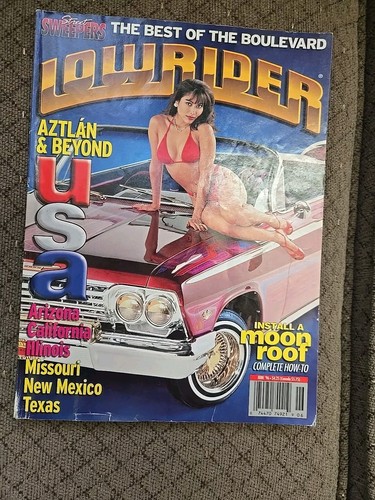 Street
SWEEPERS
THE BEST OF THE BOULEVARD
LOWRIDER
AZTLÁN
& BEYOND
usa
Arizona
California
Illinois
Missouri
New Mexico
Texas
INSTALL A
moon
roof
COMPLETE HOW-TO